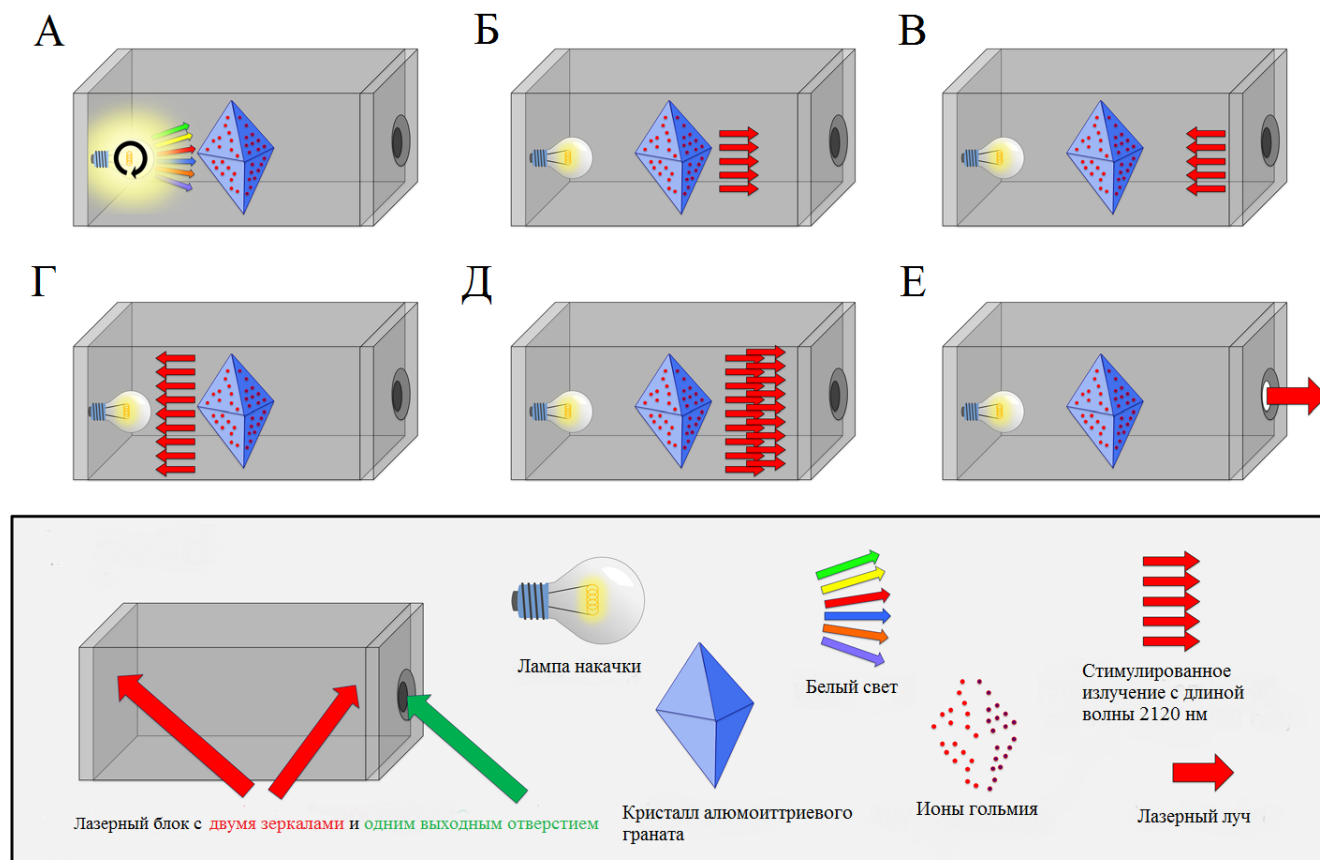 А
Б
В
Г
Д
Е
Лампа накачки
Белый свет
Стимулированное
излучение с длиной
волны 2120 нм
Кристалл алюмоиттриевого
граната
Ионы гольмия
Лазерный луч
Лазерный блок с двумя зеркалами и одним выходным отверстием